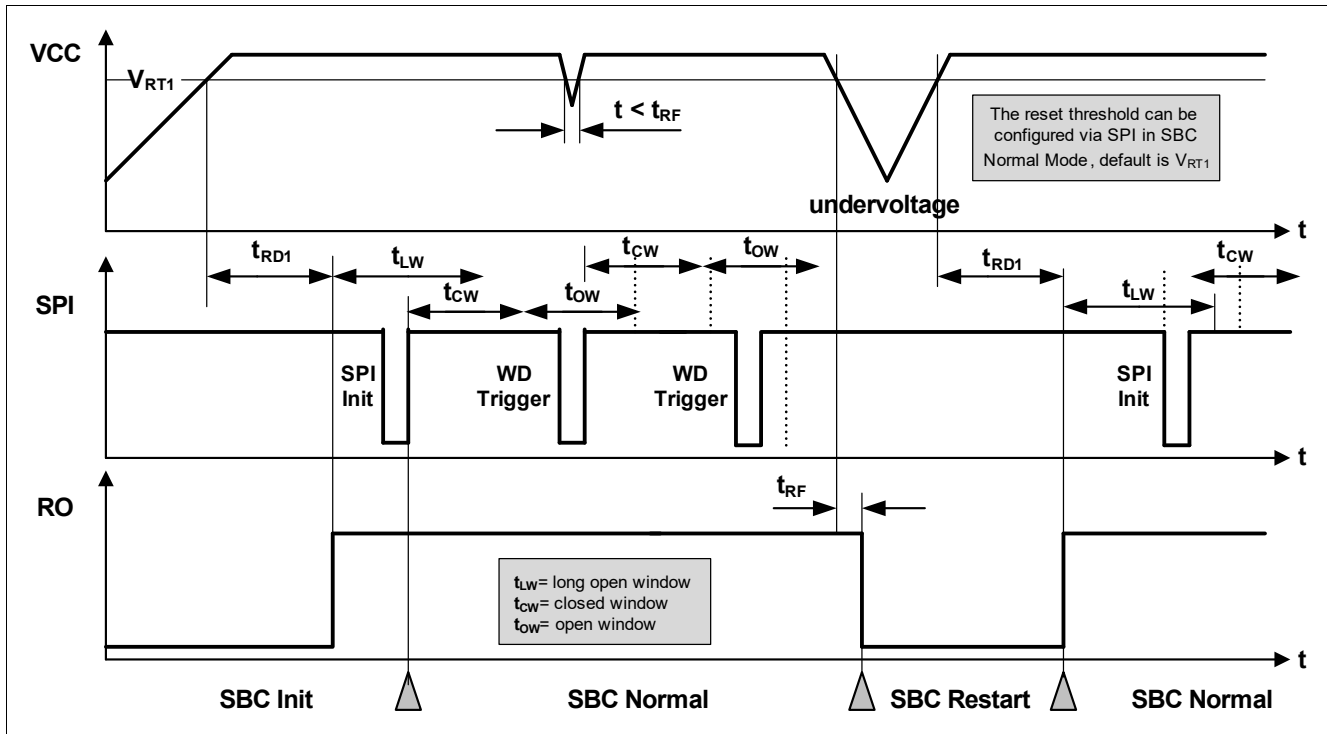 VCC
VRT1
t < tRF
The reset threshold can be
configured via SPI in SBC
Normal Mode, default is VRT1
undervoltage
t
tRD1
tLW
tCW
tOW
tCW
tOW
tRD1
tLW
tCW
SPI
SPI
Init
WD
Trigger
WD
Trigger
SPI
Init
t
RO
tRF
tLW= long open window
tCW= closed window
tOW= open window
t
SBC Init
SBC Normal
SBC Restart
SBC Normal